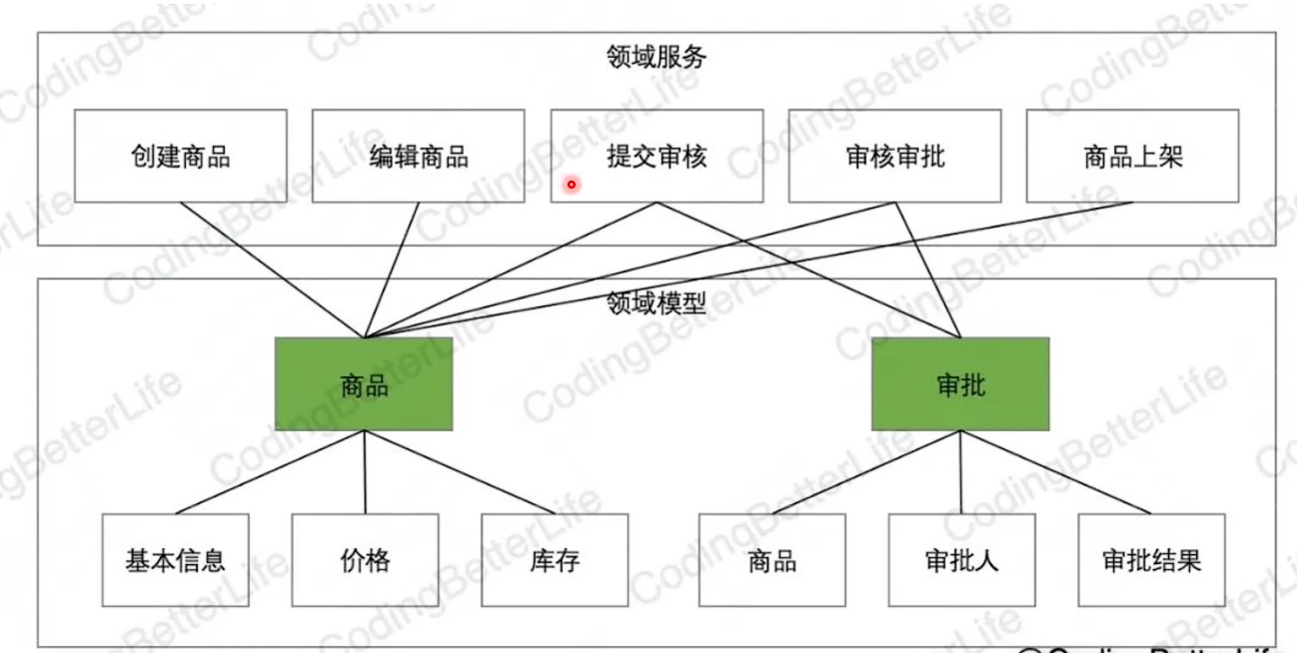 领域服务
创建商品
编辑商品
提交审核
审核审批
商品上架
领域模型
商品
审批
基本信息
价格
库存
商品
审批人
审批结果
CodingBetterLife